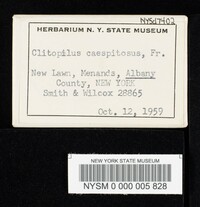 NYSd7402
HERBARIUM N. Y. STATE MUSEUM
Clitopilus caespitosus, Fr.
New Lawn, Menands, Albany
County, NEW YORK
Smith & Wilcox 28865
Oct. 12, 1959
NEW YORK STATE MUSEUM
NYSM 0 000 005 828